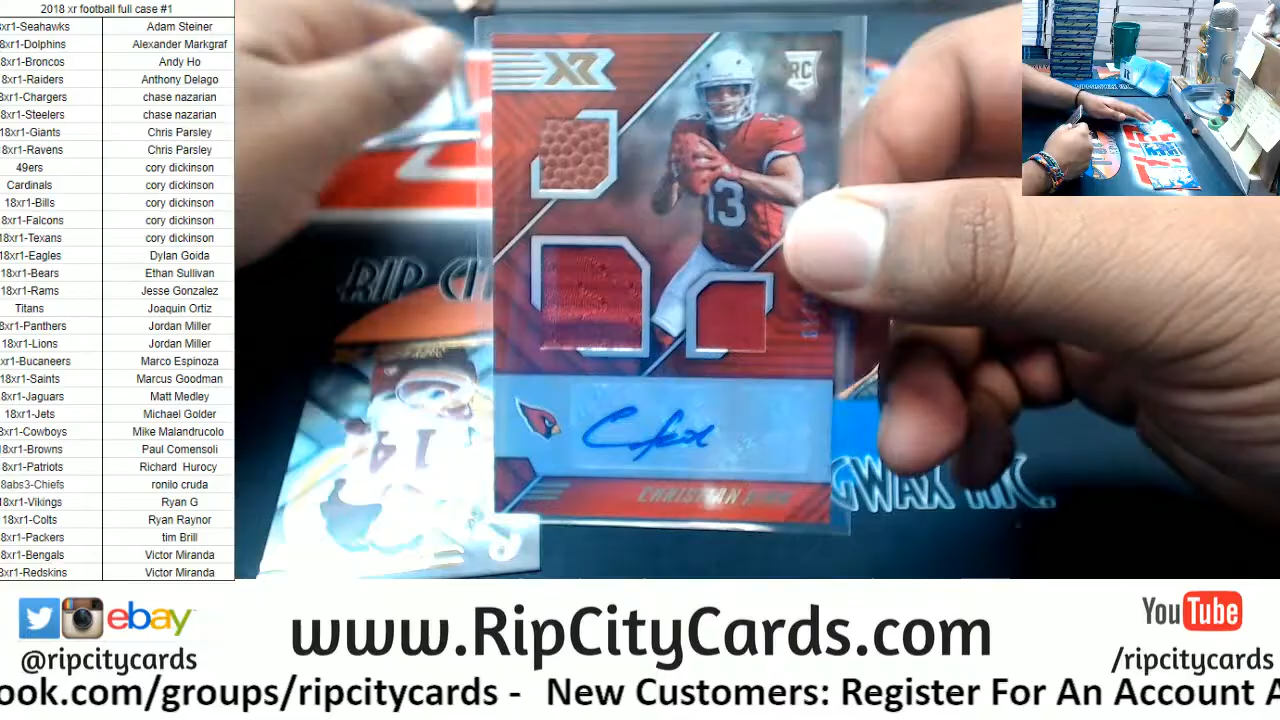 2018 xr football full case #1
8xr1-Seahawks Adam Steiner
8xr1-Dolphins Alexander Markgraf
8xr1-Broncos Andy Ho
8xr1-Raiders Anthony Delago
8xr1-Chargers chase nazarian
8xr1-Steelers chase nazarian
18xr1-Giants Chris Parsley
8xr1-Ravens Chris Parsley
49ers cory dickinson
Cardinals cory dickinson
18xr1-Bills cory dickinson
8xr1-Falcons cory dickinson
18xr1-Texans cory dickinson
18xr1-Eagles Dylan Goida
18xr1-Bears Ethan Sullivan
18xr1-Rams Jesse Gonzalez
Titans Joaquin Ortiz
8xr1-Panthers Jordan Miller
18xr1-Lions Jordan Miller
xr1-Bucaneers Marco Espinoza
18xr1-Saints Marcus Goodman
8xr1-Jaguars Matt Medley
18xr1-Jets Michael Golder
8xr1-Cowboys Mike Malandrucolo
18xr1-Browns Paul Comensoli
8xr1-Patriots Richard Hurocy
8abs3-Chiefs ronilo cruda
18xr1-Vikings Ryan G
18xr1-Colts Ryan Raynor
8xr1-Packers tim Brill
8xr1-Bengals Victor Miranda
8xr1-Redskins Victor Miranda
XR
RC
13
RIP CI
14
CHRISTIAN
GWAX INC.
ebay
@ripcitycards
www.RipCityCards.com
YouTube
/ripcitycards
ook.com/groups/ripcitycards - New Customers: Register For An Account A